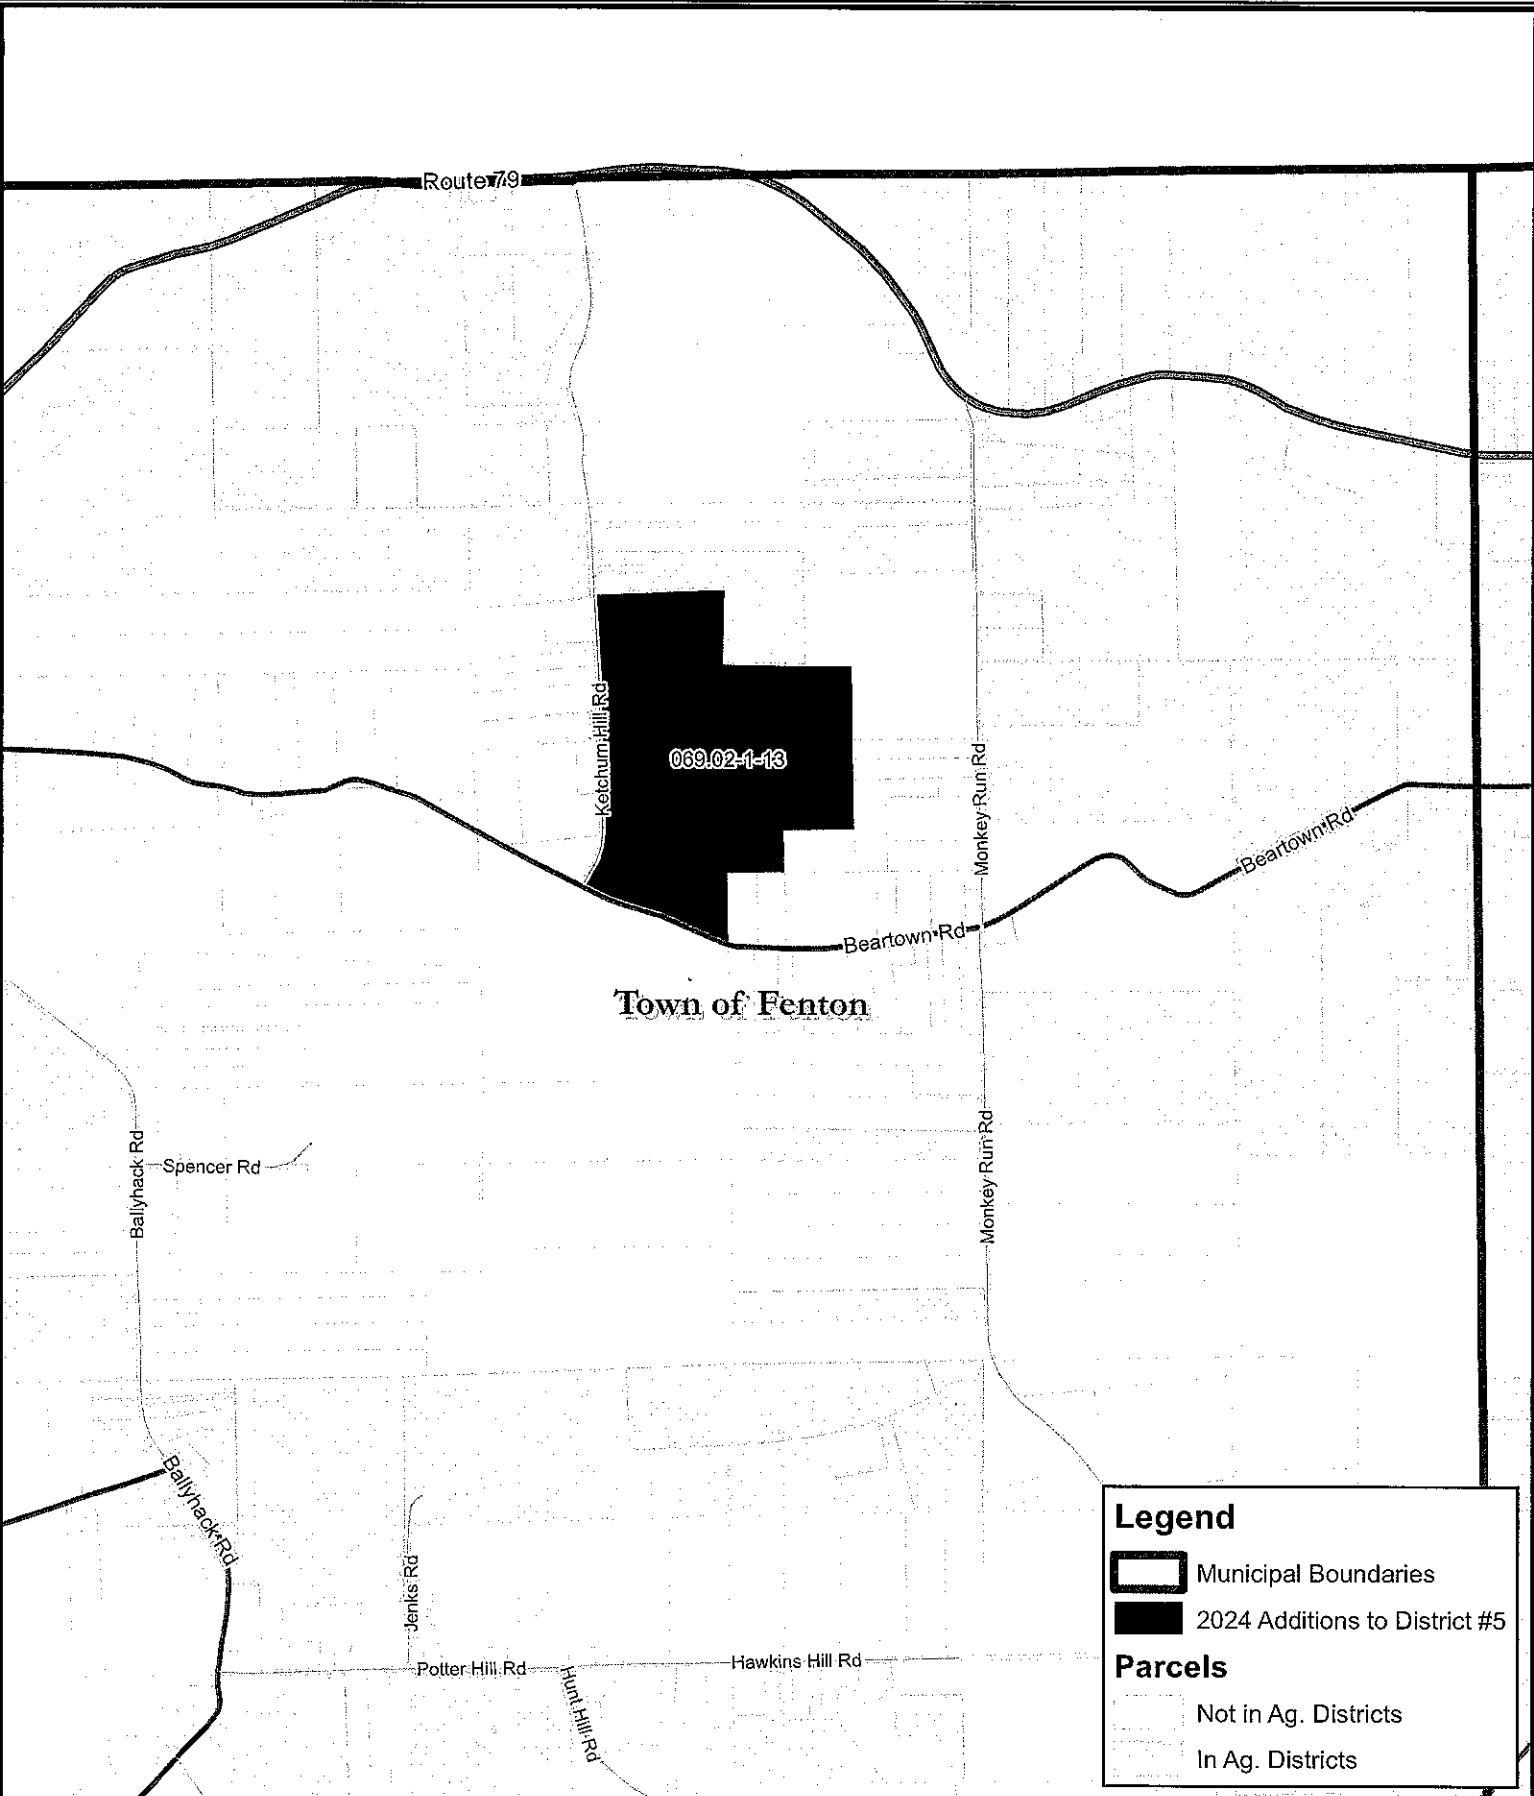 Route 79
Ketchum Hill Rd
069.02-1-13
Monkey Run Rd
Beartown Rd
Beartown Rd
Town of Fenton
Ballyhack Rd
Spencer Rd
Monkey Run Rd
Ballyhack Rd
Jenks Rd
Potter Hill Rd
Hawkins Hill Rd
Hunt Hill Rd
Legend
Municipal Boundaries
2024 Additions to District #5
Parcels
Not in Ag. Districts
In Ag. Districts